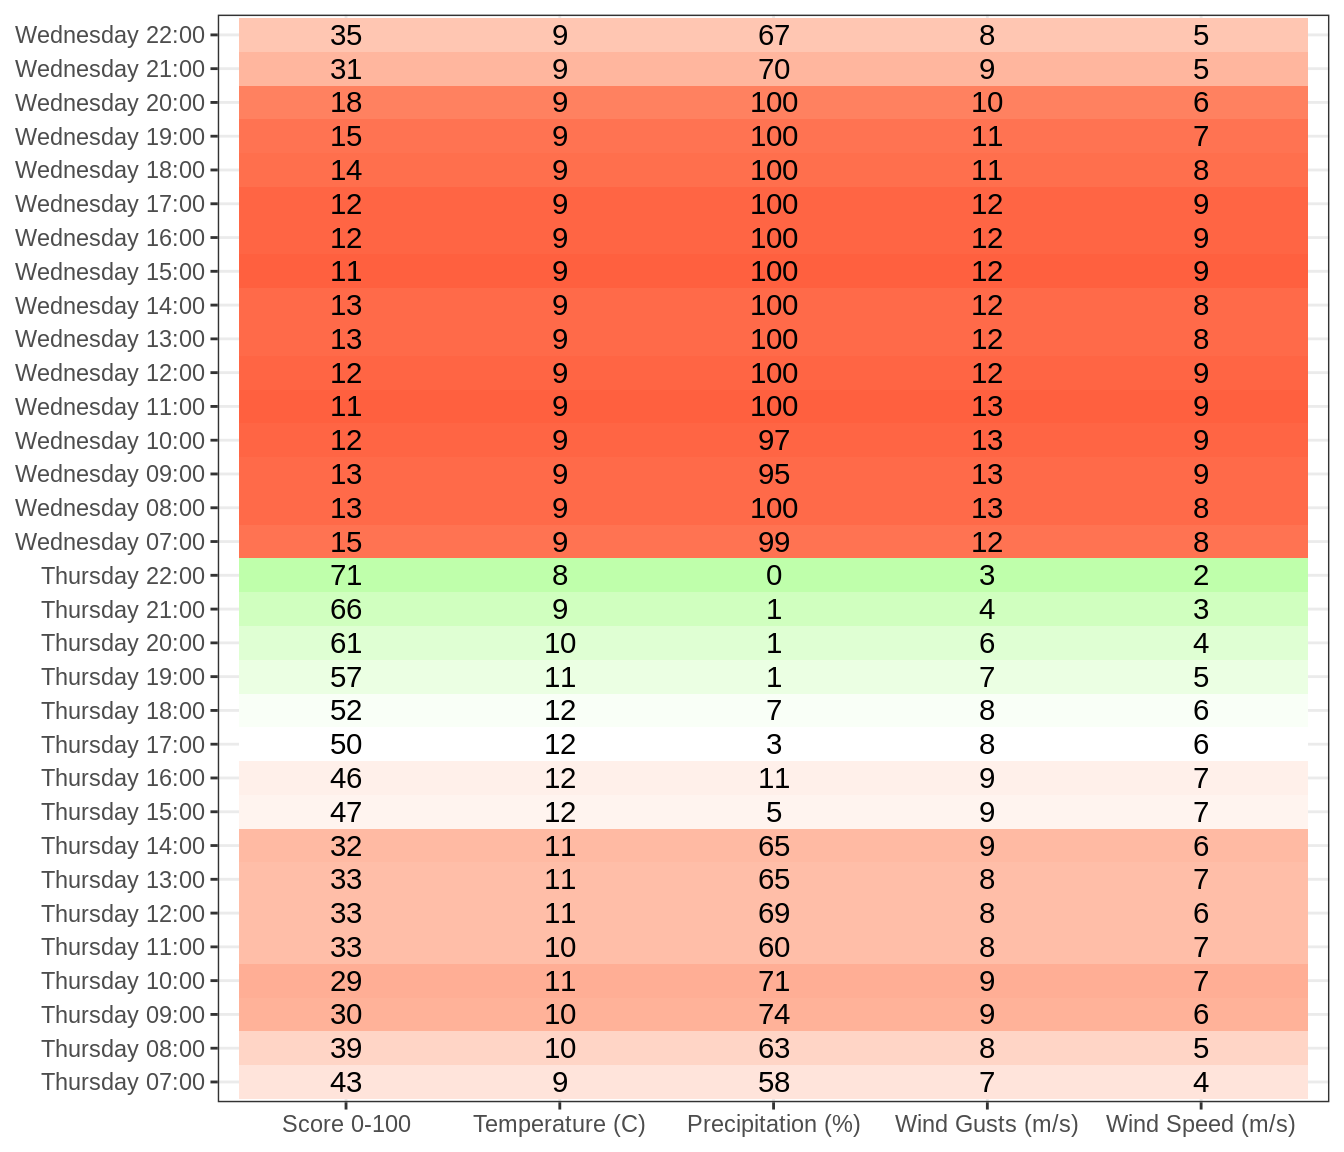 Wednesday 22:00 35 9 67 8 5
Wednesday 21:00 31 9 70 9 5
Wednesday 20:00 18 9 100 10 6
Wednesday 19:00 15 9 100 11 7
Wednesday 18:00 14 9 100 11 8
Wednesday 17:00 12 9 100 12 9
Wednesday 16:00 12 9 100 12 9
Wednesday 15:00 11 9 100 12 9
Wednesday 14:00 13 9 100 12 8
Wednesday 13:00 13 9 100 12 8
Wednesday 12:00 12 9 100 12 9
Wednesday 11:00 11 9 100 13 9
Wednesday 10:00 12 9 97 13 9
Wednesday 09:00 13 9 95 13 9
Wednesday 08:00 13 9 100 13 8
Wednesday 07:00 15 9 99 12 8
Thursday 22:00 71 8 0 3 2
Thursday 21:00 66 9 1 4 3
Thursday 20:00 61 10 1 6 4
Thursday 19:00 57 11 1 7 5
Thursday 18:00 52 12 7 8 6
Thursday 17:00 50 12 3 8 6
Thursday 16:00 46 12 11 9 7
Thursday 15:00 47 12 5 9 7
Thursday 14:00 32 11 65 9 6
Thursday 13:00 33 11 65 8 7
Thursday 12:00 33 11 69 8 6
Thursday 11:00 33 10 60 8 7
Thursday 10:00 29 11 71 9 7
Thursday 09:00 30 10 74 9 6
Thursday 08:00 39 10 63 8 5
Thursday 07:00 43 9 58 7 4
Score 0-100 Temperature (C) Precipitation (%) Wind Gusts (m/s) Wind Speed (m/s)